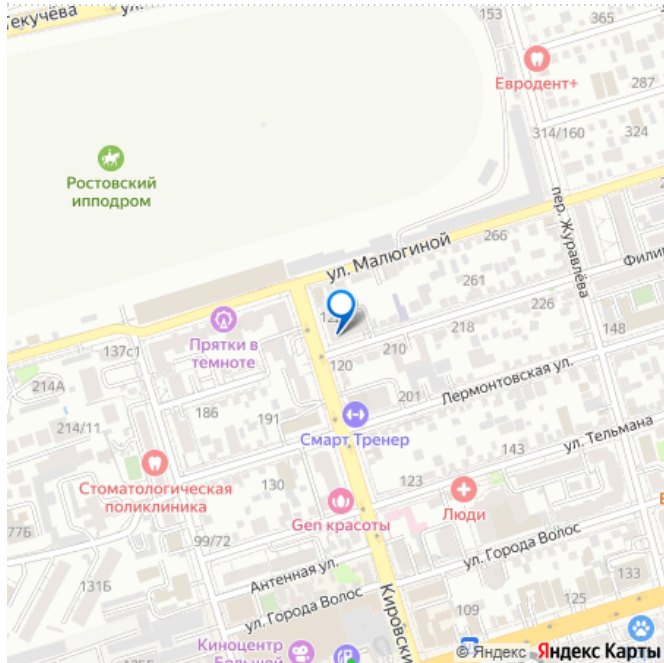 Текучёва
ул.
153
365
Евродент+
287
314/160
324
Ростовский
ипподром
пер. Журавлёва
ул. Малюгиной
266
261
226
218
210
148
Прятки в
темноте
137с1
120
214А
186
191
201
Лермонтовская ул.
214/11
Смарт Тренер
ул. Тельмана
143
Стоматологическая
поликлиника
130
123
Люди
Gen красоты
99/72
ул. Города Волос
Антенная ул.
131Б
133
125
ул. Города Волос
Кировски
109
Киноцентр
Большой
© Яндекс Яндекс Карты